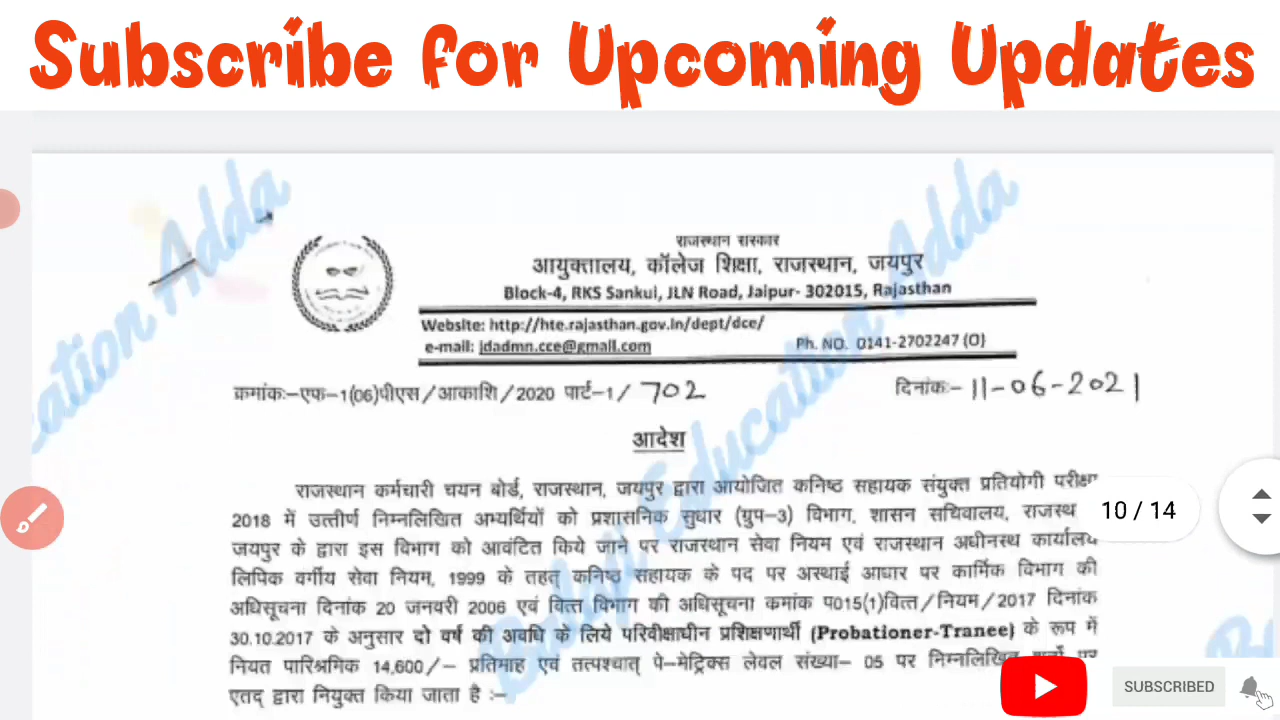 Subscribe for Upcoming Updates
राजस्थान सरकार
आयुक्तालय, कॉलेज शिक्षा, राजस्थान, जयपुर
Block-4, RKS Sankul, JLN Road, Jaipur- 302015, Rajasthan
Website: http://hte.rajasthan.gov.in/dept/dce/
e-mail: jdadmn.cce@gmail.com Ph. NO. 0141-2702247 (O)
क्रमांकः-एफ-1(06)पीएस/आकाशि/2020 पार्ट-1/ 702 दिनांकः- 11-06-2021
आदेश
राजस्थान कर्मचारी चयन बोर्ड, राजस्थान, जयपुर द्वारा आयोजित कनिष्ठ सहायक संयुक्त प्रतियोगी परीक्षा
2018 में उत्तीर्ण निम्नलिखित अभ्यर्थियों को प्रशासनिक सुधार (ग्रुप-3) विभाग, शासन सचिवालय, राजस्थ
10 / 14
जयपुर के द्वारा इस विभाग को आवंटित किये जाने पर राजस्थान सेवा नियम एवं राजस्थान अधीनस्थ कार्यालय
लिपिक वर्गीय सेवा नियम, 1999 के तहत् कनिष्ठ सहायक के पद पर अस्थाई आधार पर कार्मिक विभाग की
अधिसूचना दिनांक 20 जनवरी 2006 एवं वित्त विभाग की अधिसूचना कमांक प015(1)वित्त/नियम/2017 दिनांक
30.10.2017 के अनुसार दो वर्ष की अवधि के लिये परिवीक्षाधीन प्रशिक्षणार्थी (Probationer-Tranee) के रूप में
नियत पारिश्रमिक 14,600/- प्रतिमाह एवं तत्पश्चात् पे-मेट्रिक्स लेवल संख्या- 05 पर निम्नलिखित शर्तों पर
एतद् द्वारा नियुक्त किया जाता है :-
SUBSCRIBED
Balaji Education Adda